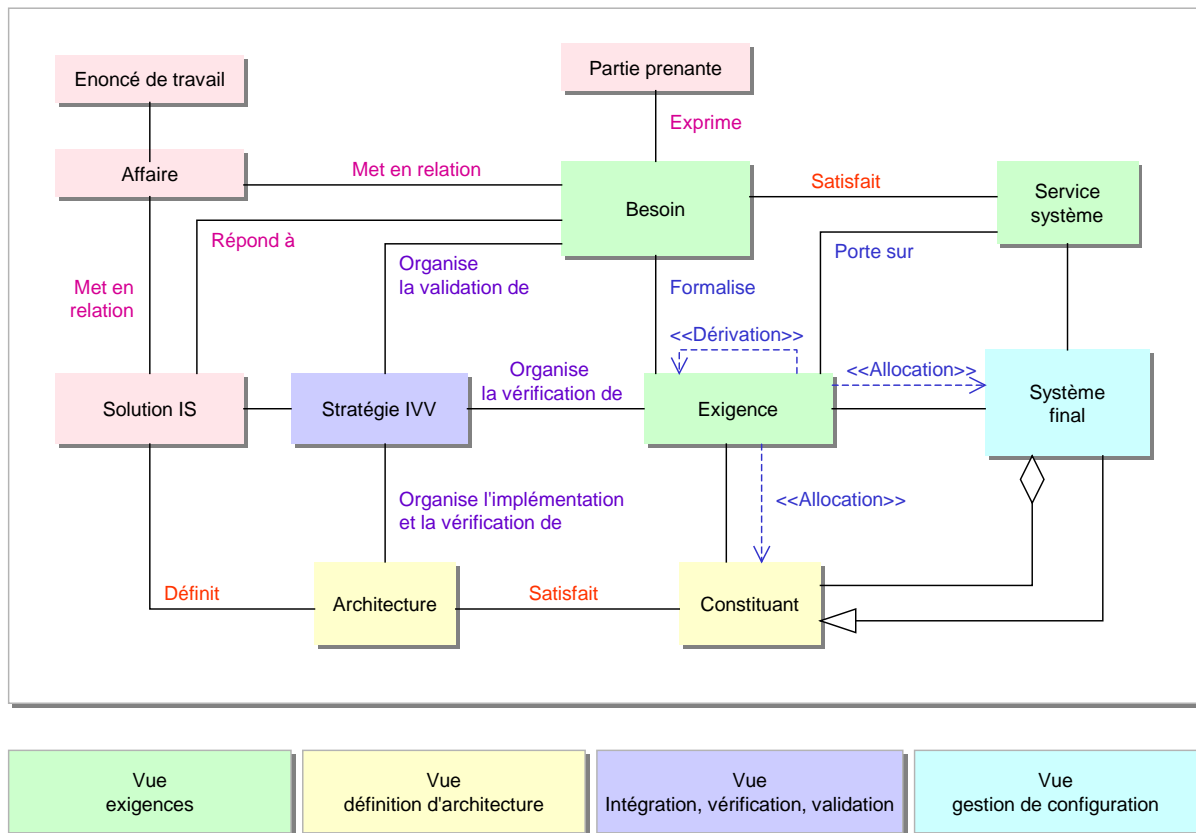 Enoncé de travail
Partie prenante
Exprime
Affaire
Met en relation
Besoin
Satisfait
Service
système
Répond à
Organise
la validation de
Porte sur
Met en
relation
Formalise
<<Dérivation>>
Organise
la vérification de
<<Allocation>>
Solution IS
Stratégie IVV
Exigence
Système
final
Organise l'implémentation
et la vérification de
<<Allocation>>
Définit
Architecture
Satisfait
Constituant
Vue
exigences
Vue
définition d'architecture
Vue
Intégration, vérification, validation
Vue
gestion de configuration